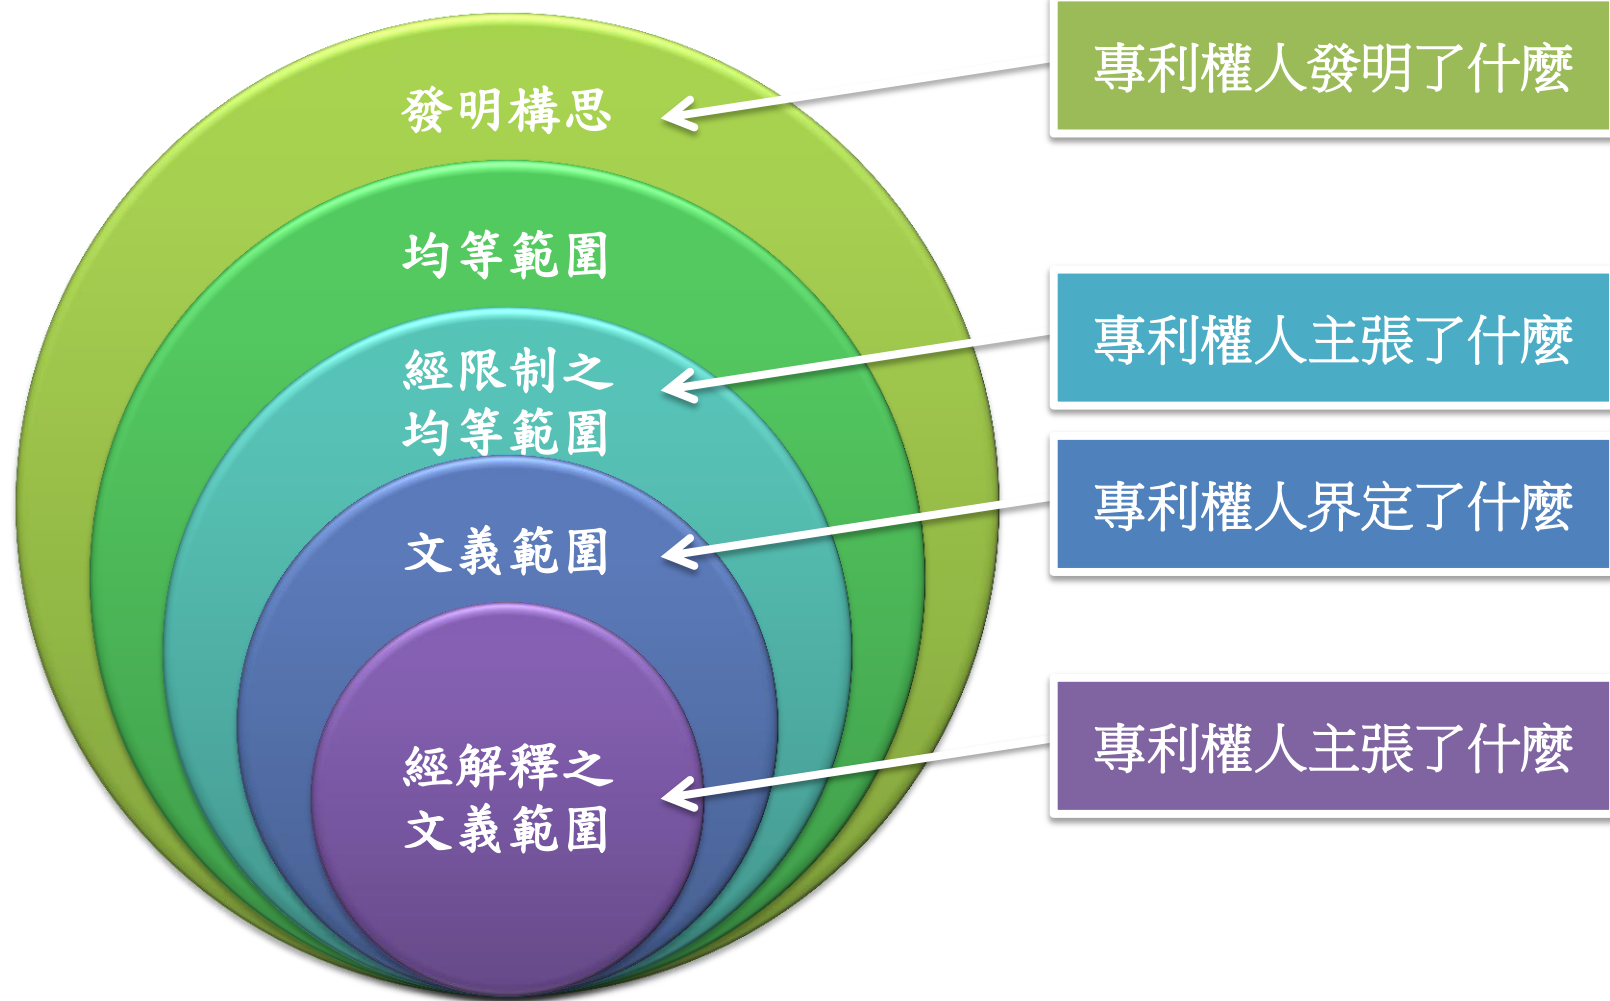 專利權人發明了什麼
發明構思
均等範圍
專利權人主張了什麼
經限制之
均等範圍
專利權人界定了什麼
文義範圍
專利權人主張了什麼
經解釋之
文義範圍